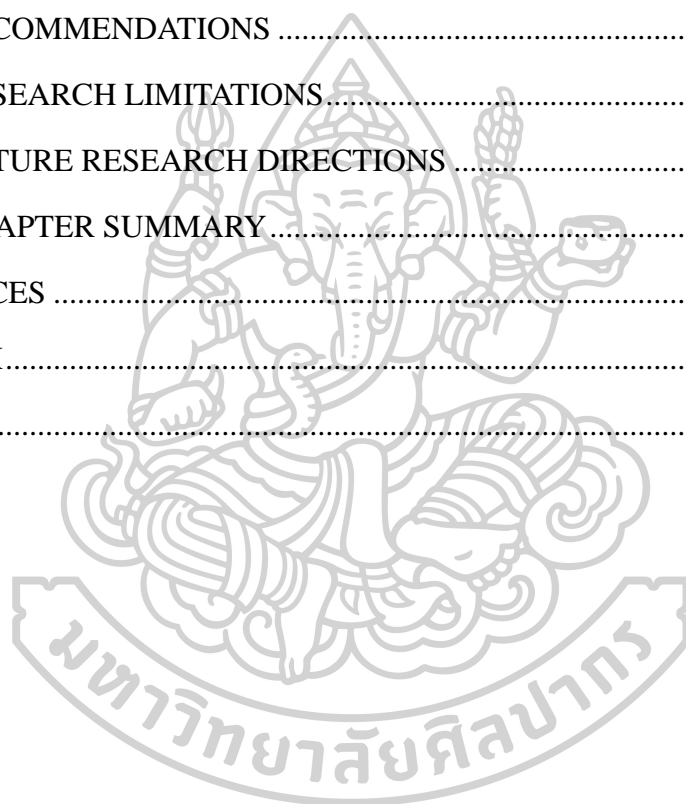 COMMENDATIONS ................................................
SEARCH LIMITATIONS..........................................
TURE RESEARCH DIRECTIONS ............................
APTER SUMMARY.................................................
CES ...............................................................................
.....................................................................................
.....................................................................................
มหาวิทยาลัยศิลปากร